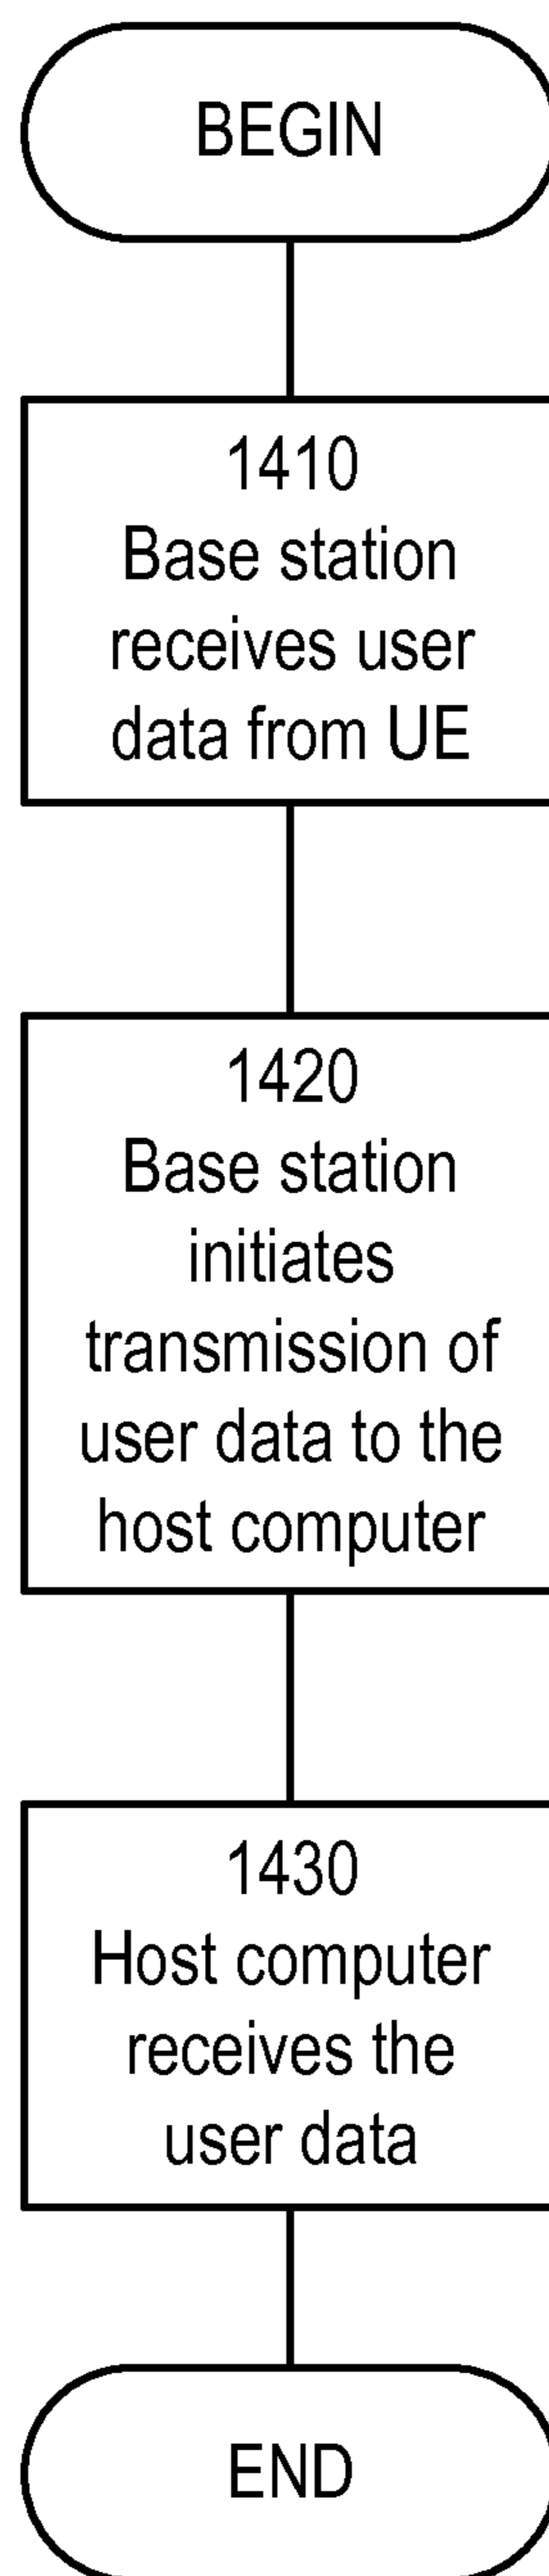 BEGIN
1410
Base station
receives user
data from UE
1420
Base station
initiates
transmission of
user data to the
host computer
1430
Host computer
receives the
user data
END